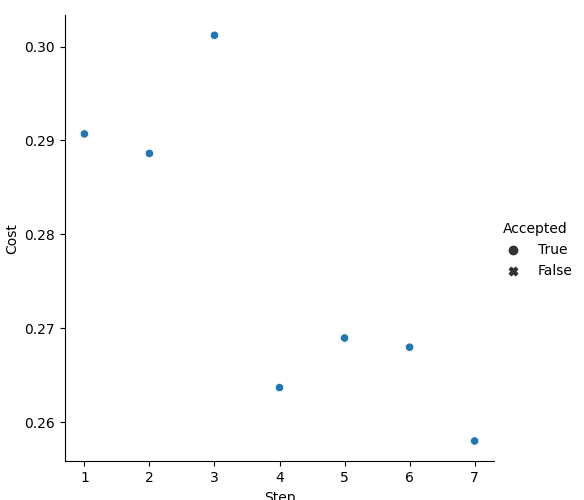 0.30
0.29
0.28
0.27
0.26
Cost
1 2 3 4 5 6 7
Step
Accepted
True
False